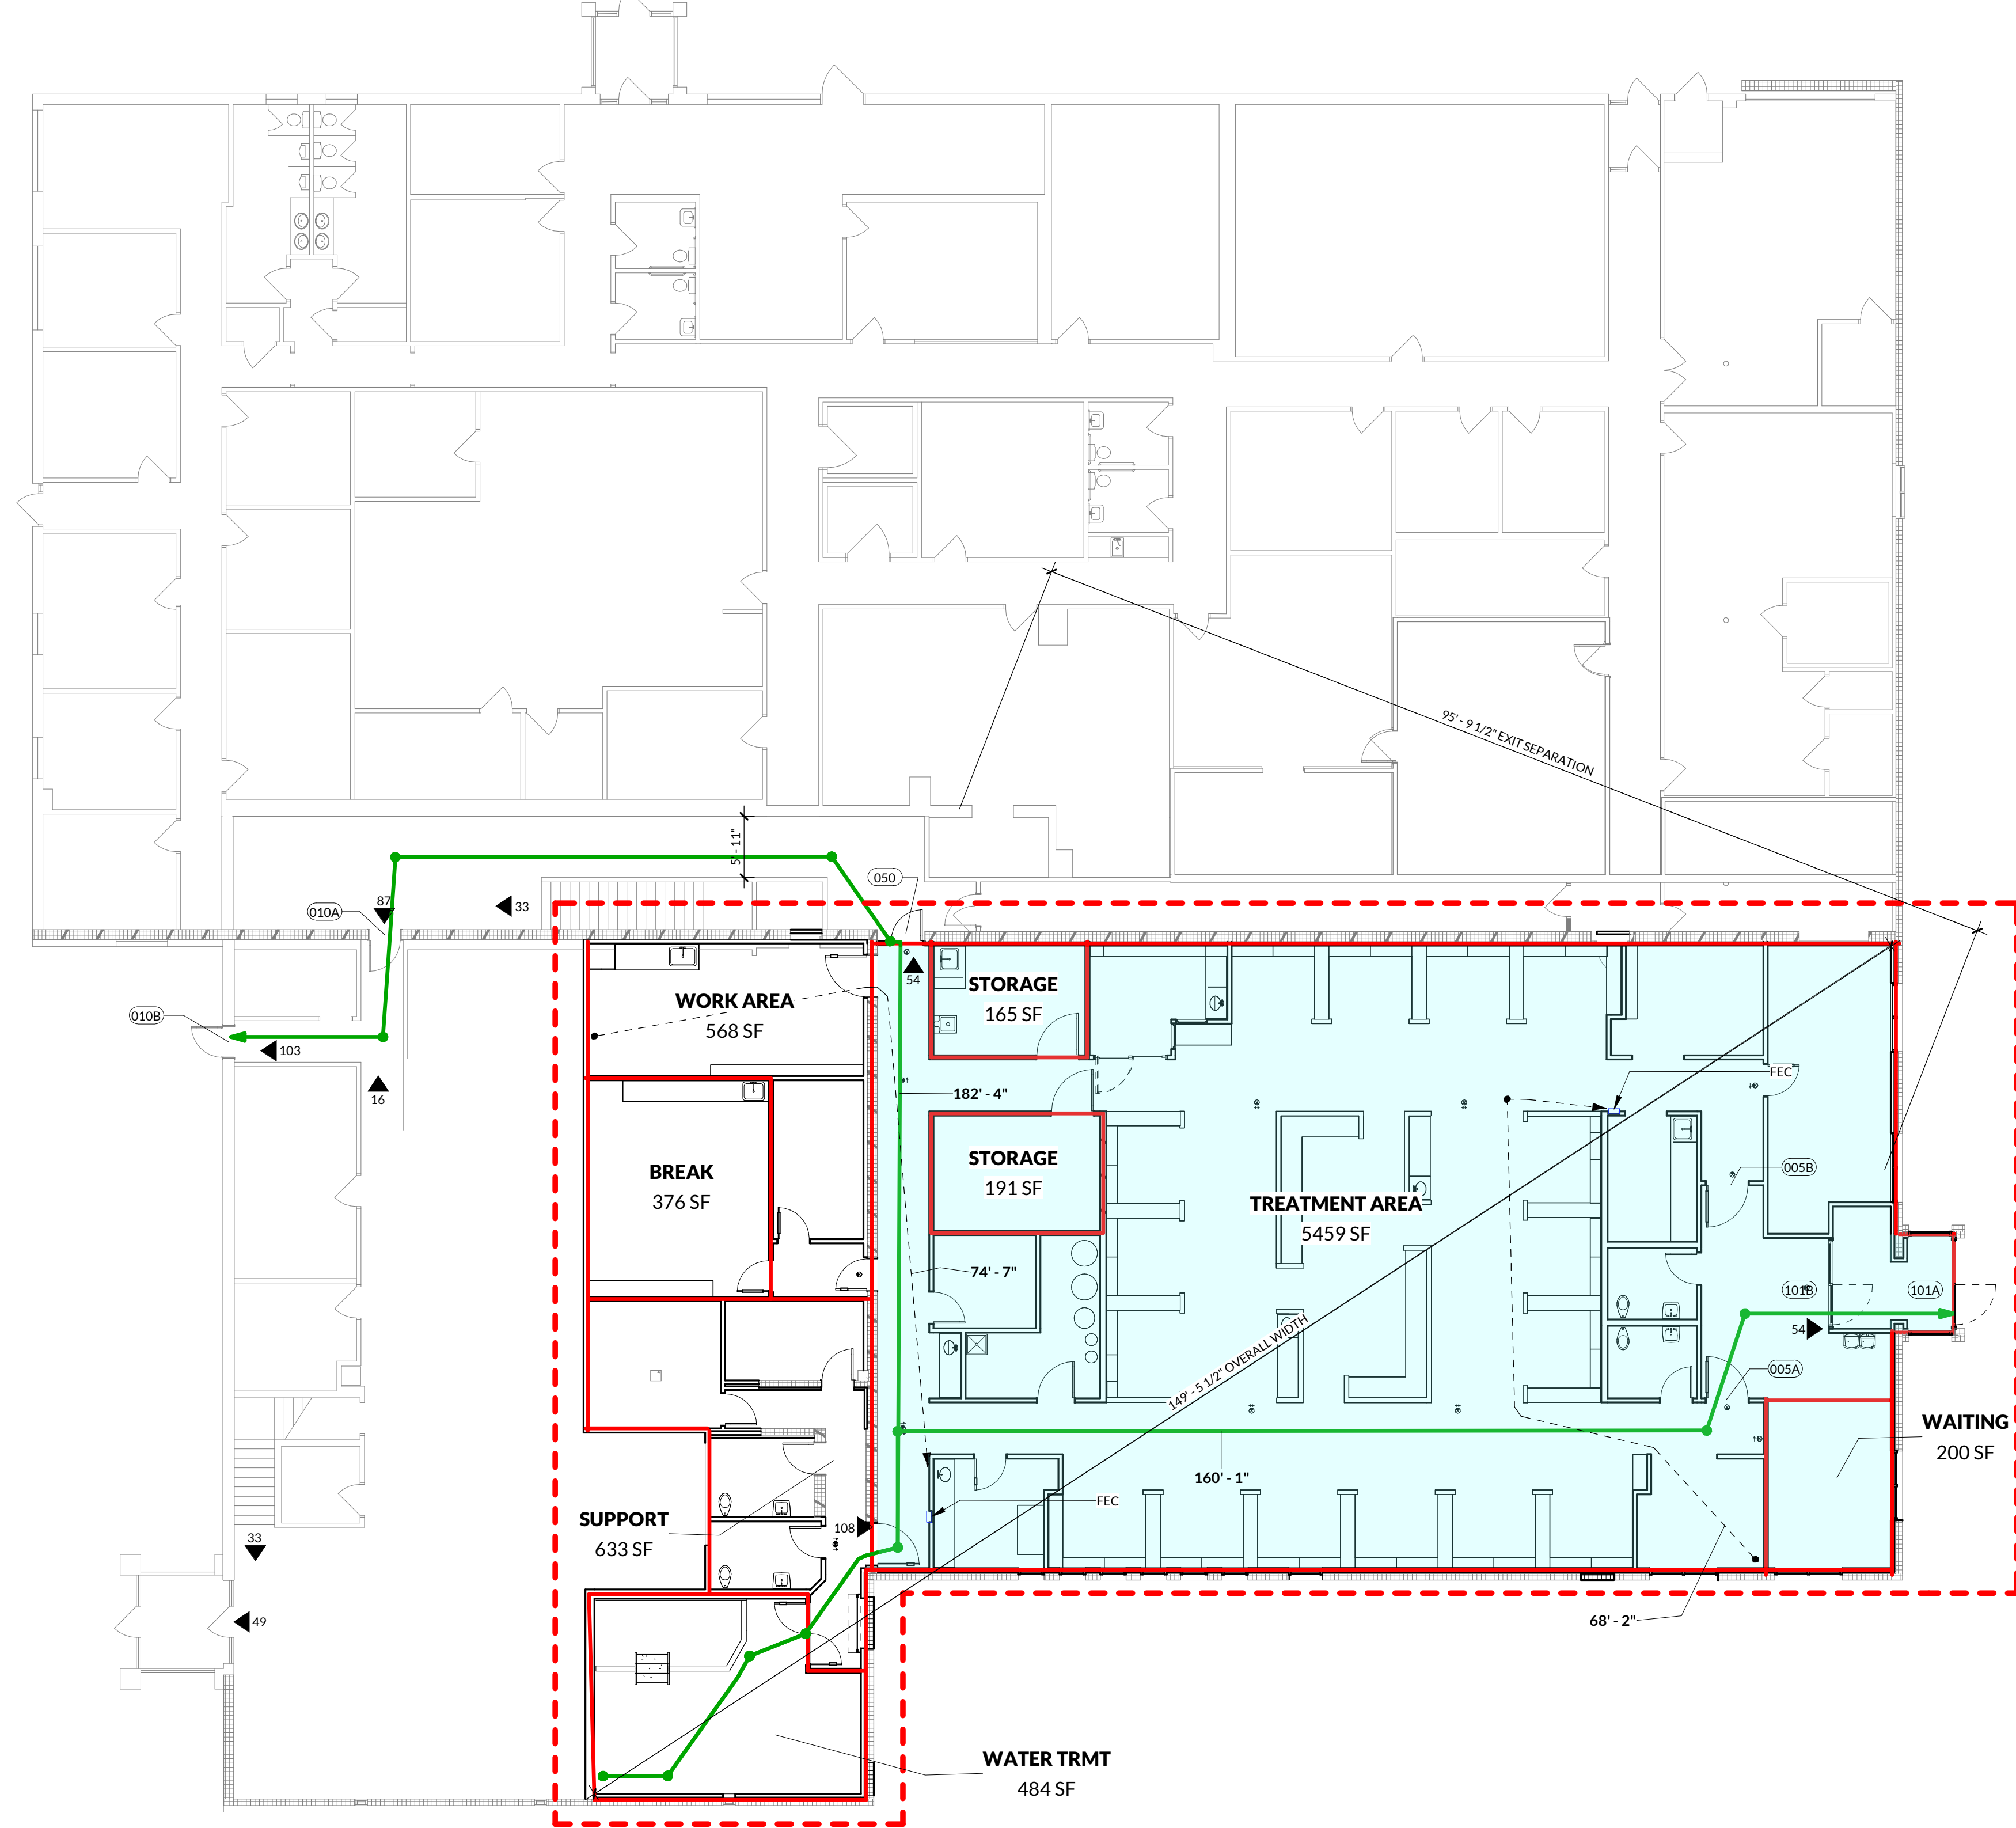 95' - 9 1/2" EXIT SEPARATION
5' - 11"
050
87
010A
33
010B
103
16
WORK AREA
568 SF
54
STORAGE
165 SF
182' - 4"
FEC
BREAK
376 SF
STORAGE
191 SF
TREATMENT AREA
5459 SF
005B
74' - 7"
101B
101A
54
149' - 5 1/2" OVERALL WIDTH
005A
WAITING
200 SF
160' - 1"
FEC
SUPPORT
633 SF
108
33
49
68' - 2"
WATER TRMT
484 SF